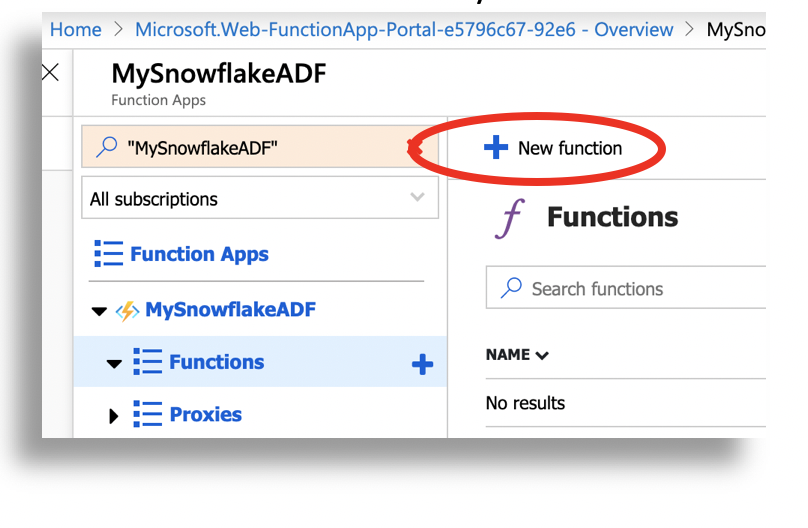 Home > Microsoft.Web-FunctionApp-Portal-e5796c67-92e6 - Overview > MySno
MySnowflakeADF
Function Apps
"MySnowflakeADF"
New function
All subscriptions
Functions
Function Apps
Search functions
MySnowflakeADF
NAME
Functions
No results
Proxies